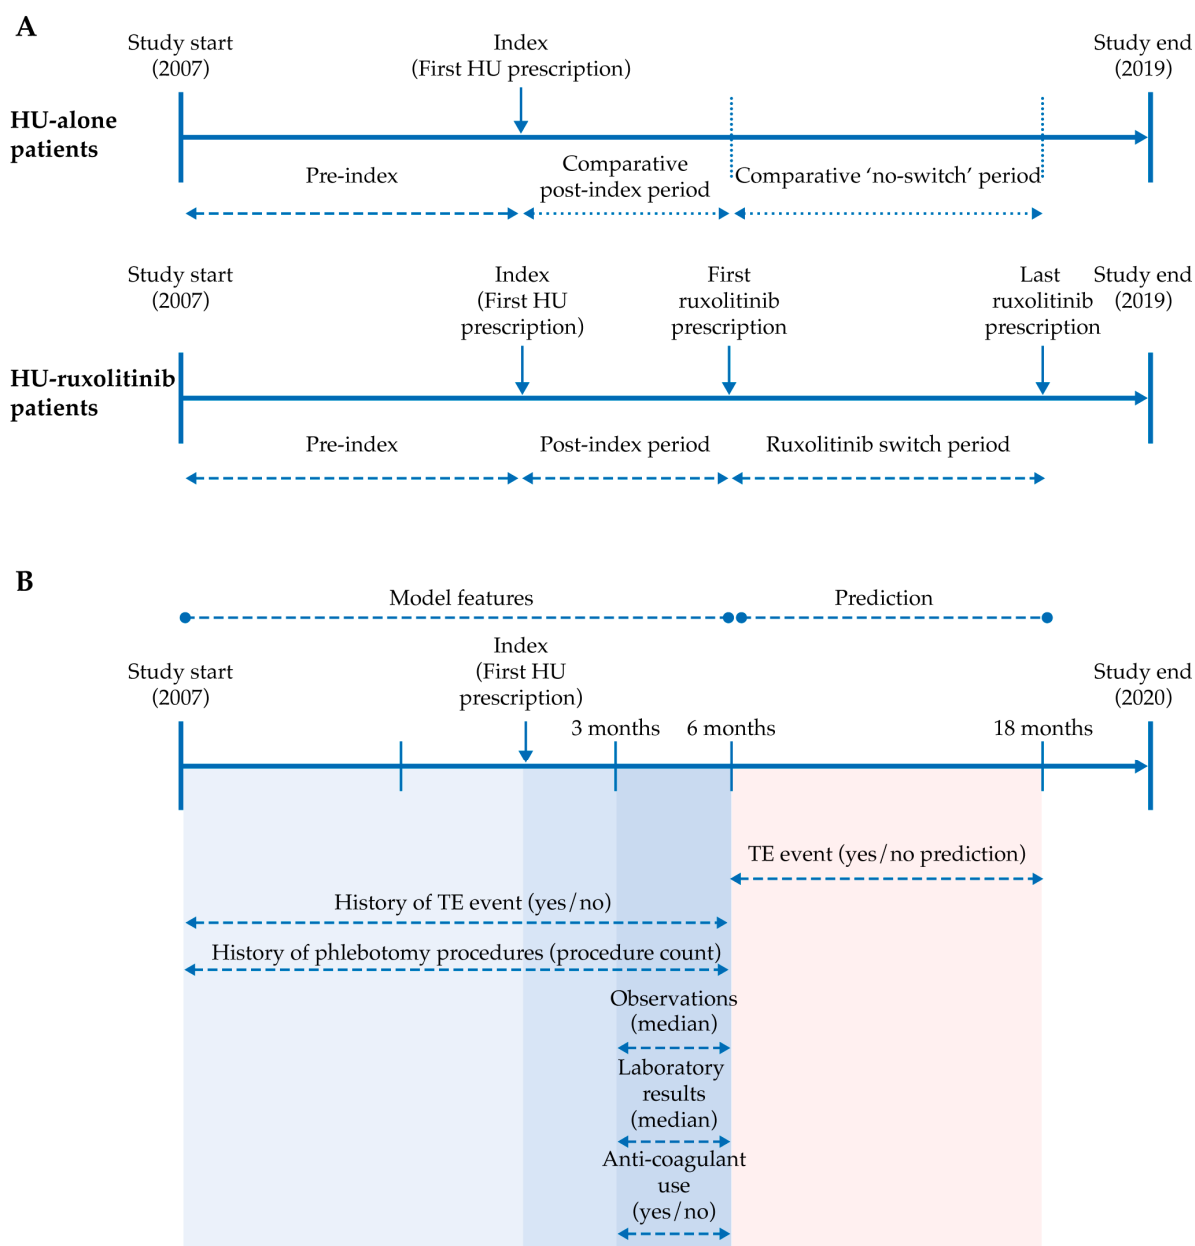 A
Study start
(2007)
Index
(First HU prescription)
Study end
(2019)
HU-alone
patients
Pre-index
Comparative
post-index period
Comparative ‘no-switch’ period
Study start
(2007)
Index
(First HU
prescription)
First
ruxolitinib
prescription
Last
ruxolitinib
prescription
Study end
(2019)
HU-ruxolitinib
patients
Pre-index
Post-index period
Ruxolitinib switch period
B
Model features
Prediction
Study start
(2007)
Index
(First HU
prescription)
3 months
6 months
18 months
Study end
(2020)
TE event (yes/no prediction)
History of TE event (yes/no)
History of phlebotomy procedures (procedure count)
Observations
(median)
Laboratory
results
(median)
Anti-coagulant
use
(yes/no)